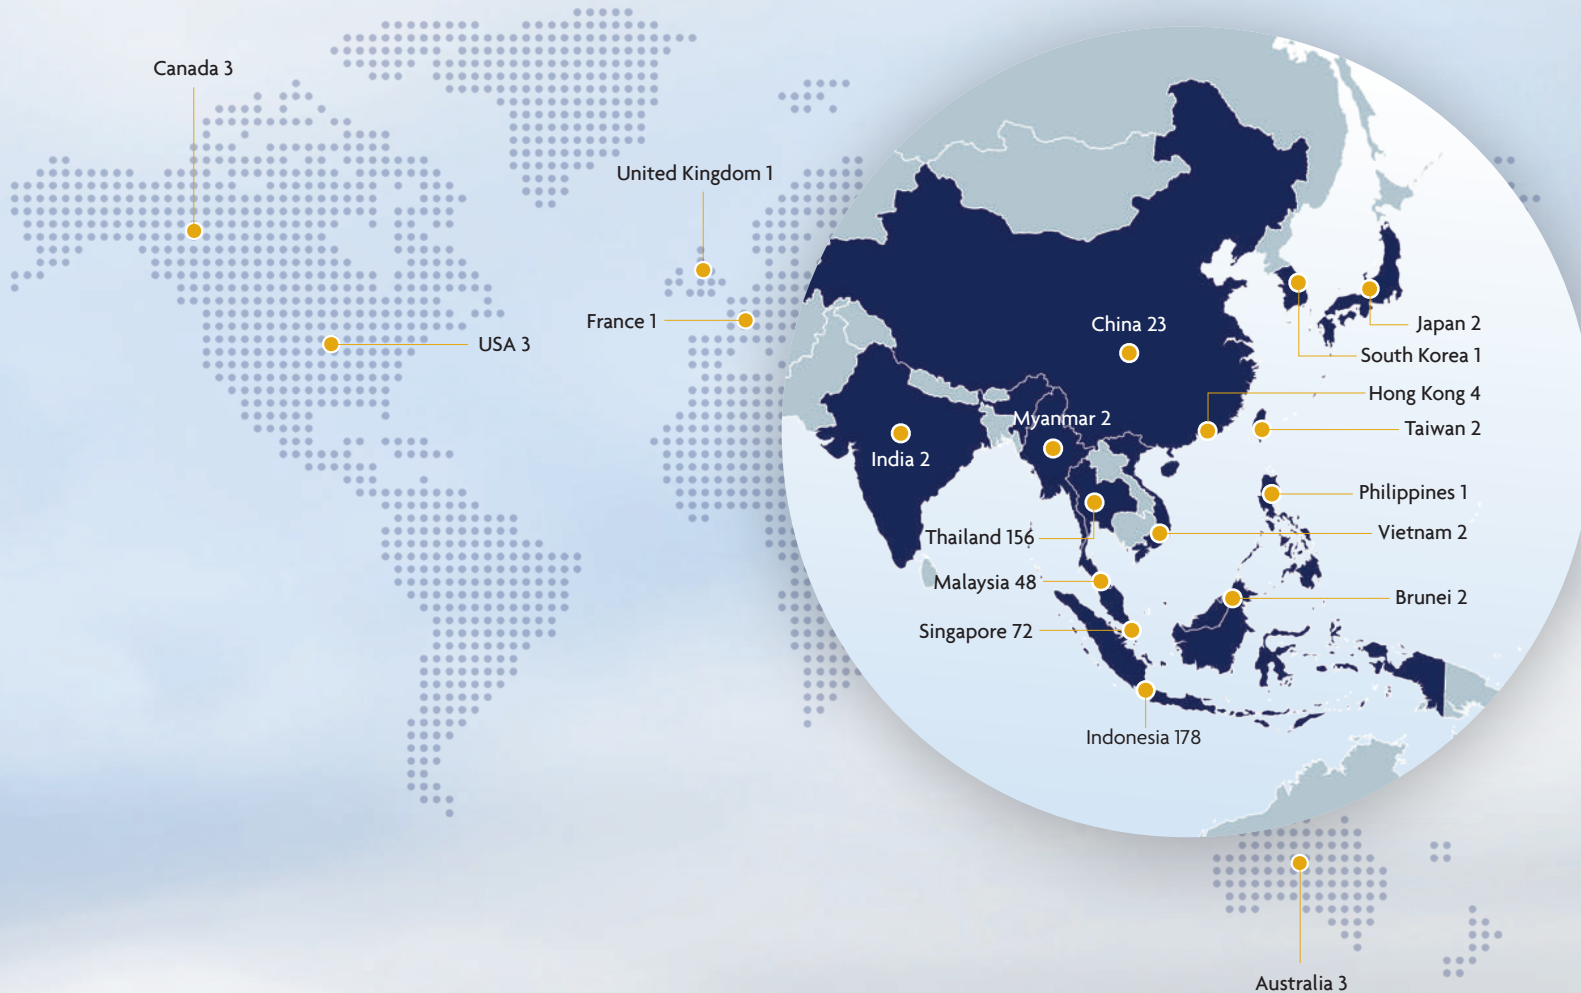 Canada 3
United Kingdom 1
France 1
USA 3
China 23
Japan 2
South Korea 1
Hong Kong 4
Myanmar 2
Taiwan 2
India 2
Philippines 1
Thailand 156
Vietnam 2
Malaysia 48
Brunei 2
Singapore 72
Indonesia 178
Australia 3